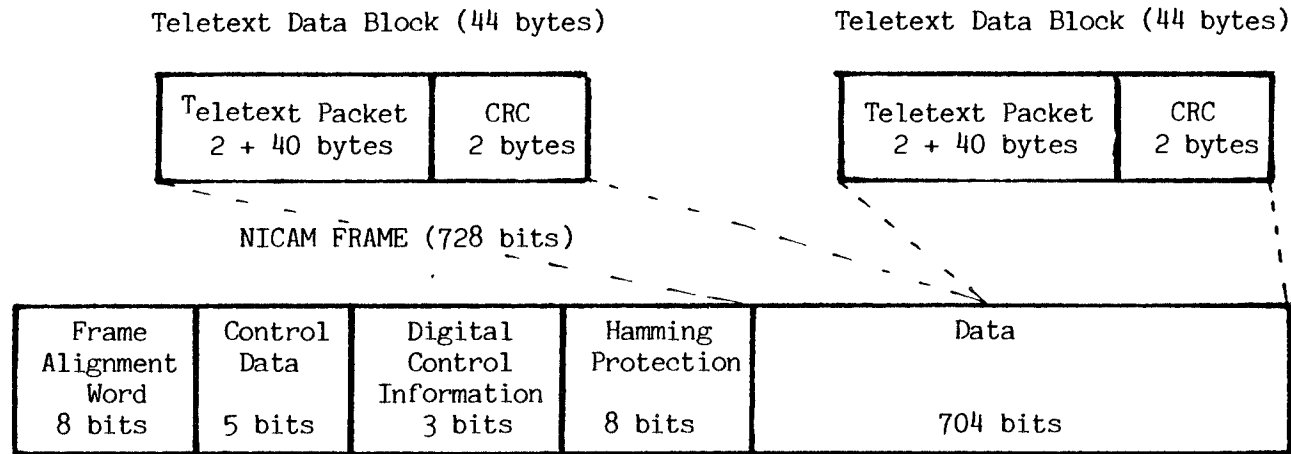 Teletext Data Block (44 bytes)
Teletext Data Block (44 bytes)
Teletext Packet
2 + 40 bytes
CRC
2 bytes
Teletext Packet
2 + 40 bytes
CRC
2 bytes
NICAM FRAME (728 bits)
Frame
Alignment
Word
8 bits
Control
Data
5 bits
Digital
Control
Information
3 bits
Hamming
Protection
8 bits
Data
704 bits